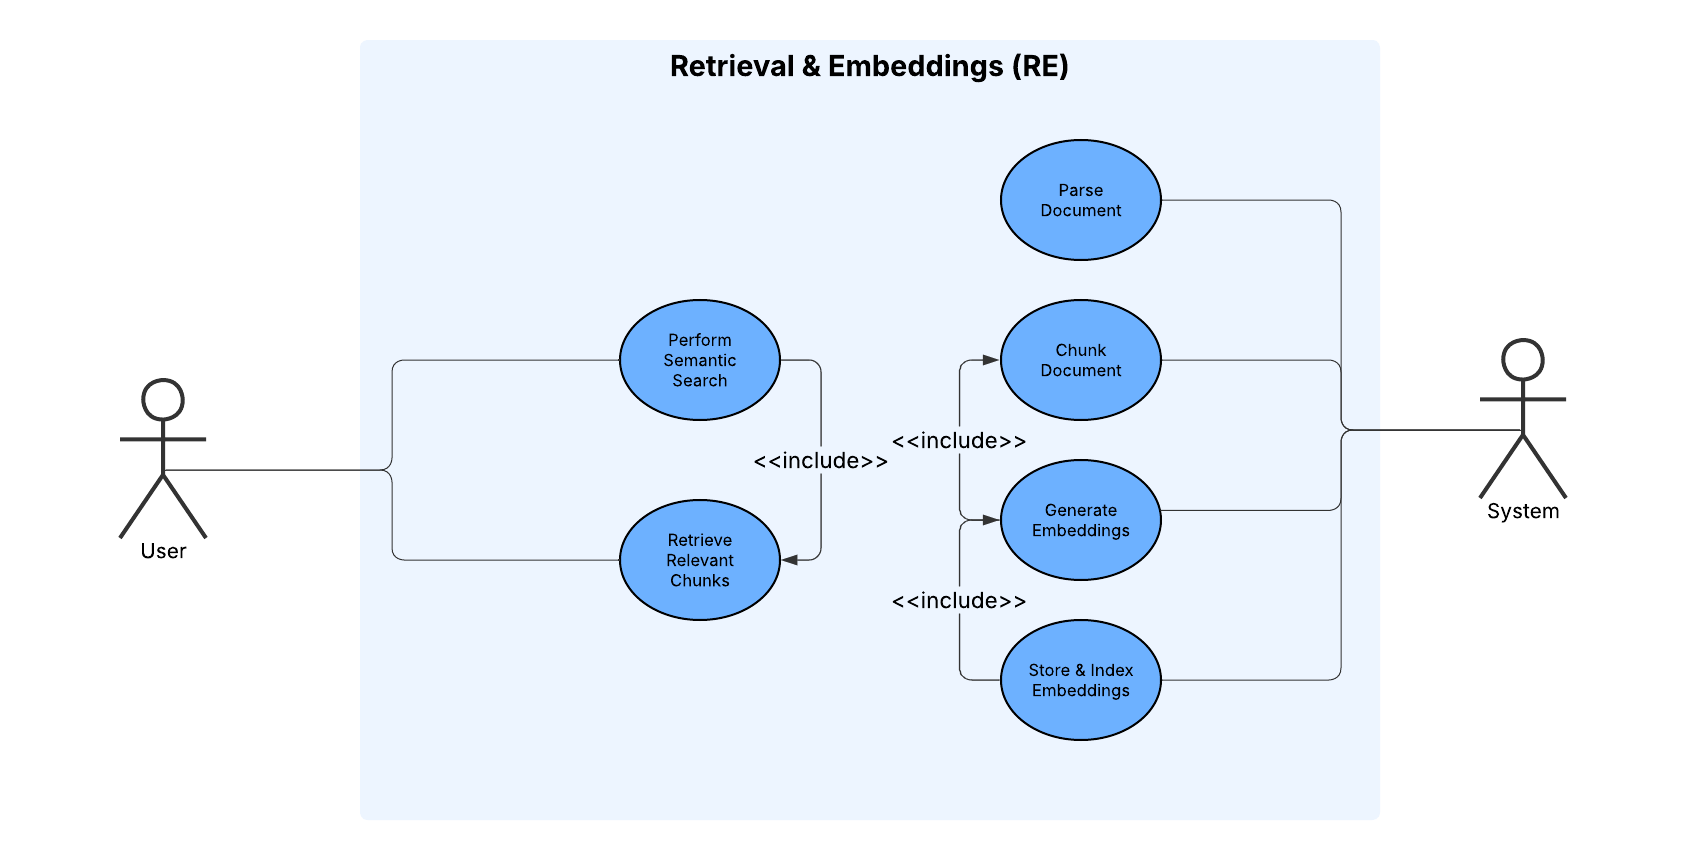 Retrieval & Embeddings (RE)
Parse
Document
Perform
Semantic
Search
Chunk
Document
<<include>>
<<include>>
Retrieve
Relevant
Chunks
Generate
Embeddings
<<include>>
Store & Index
Embeddings
User
System